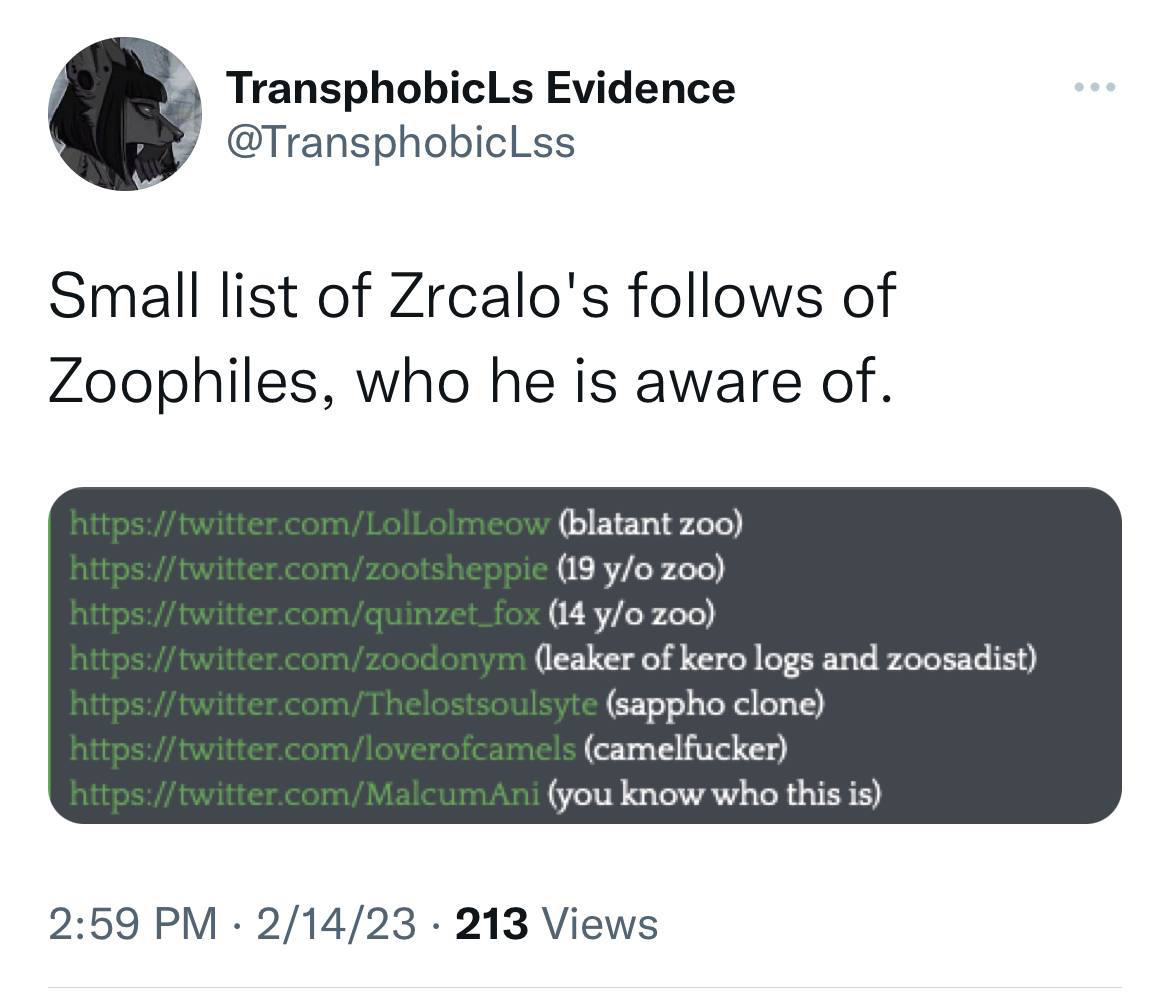 TransphobicLs Evidence
@TransphobicLss
Small list of Zrcalo's follows of
Zoophiles, who he is aware of.
https://twitter.com/LolLolmeow (blatant zoo)
https://twitter.com/zootsheppie (19 y/o zoo)
https://twitter.com/quinzet_fox (14 y/o zoo)
https://twitter.com/zoodonym (leaker of kero logs and zoosadist)
https://twitter.com/Thelostsoulsyte (sappho clone)
https://twitter.com/loverofcamels (camelfucker)
https://twitter.com/MalcumAni (you know who this is)
2:59 PM · 2/14/23 · 213 Views